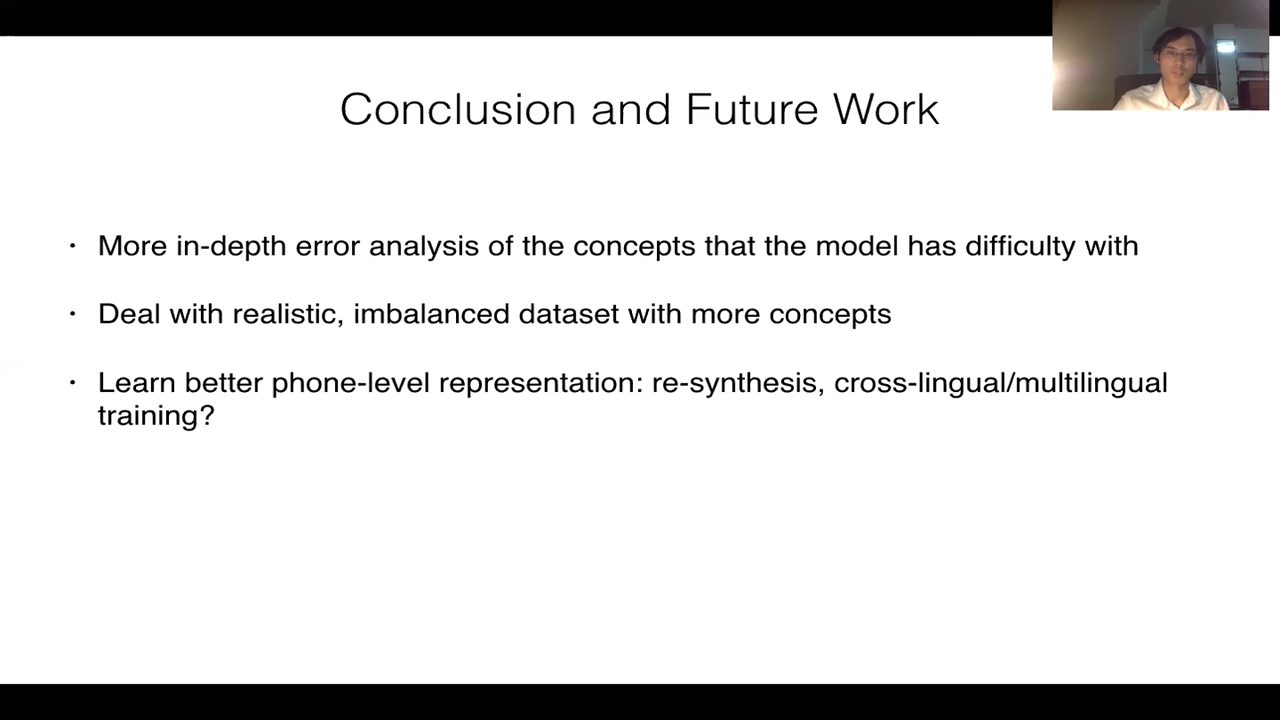 Conclusion and Future Work
· More in-depth error analysis of the concepts that the model has difficulty with
· Deal with realistic, imbalanced dataset with more concepts
· Learn better phone-level representation: re-synthesis, cross-lingual/multilingual
training?